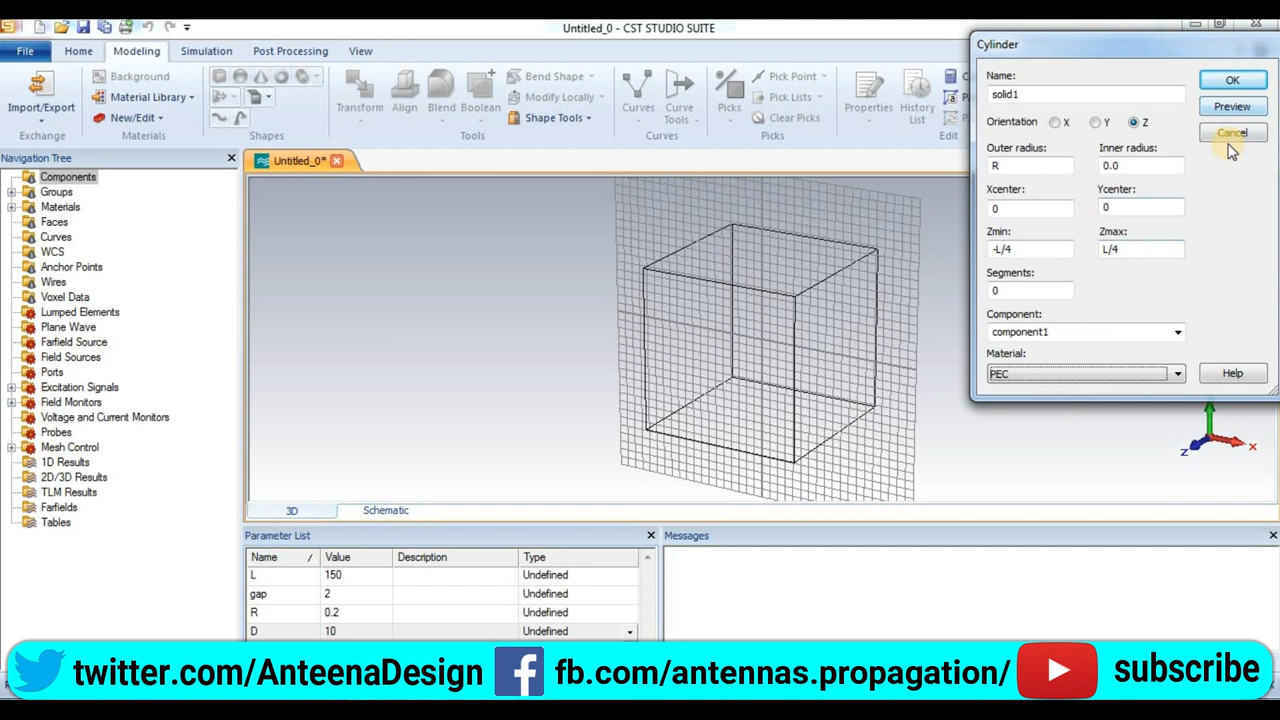 Untitled_0 - CST STUDIO SUITE
File Home Modeling Simulation Post Processing View
Import/Export
Exchange
Background
Material Library
New/Edit
Materials
Shapes
Transform
Align
Blend
Boolean
Bend Shape
Modify Locally
Shape Tools
Tools
Curves
Curve Tools
Curves
Picks
Pick Point
Pick Lists
Clear Picks
Picks
Properties
History List
Edit
Navigation Tree
Components
Groups
Materials
Faces
Curves
WCS
Anchor Points
Wires
Voxel Data
Lumped Elements
Plane Wave
Farfield Source
Field Sources
Ports
Excitation Signals
Field Monitors
Voltage and Current Monitors
Probes
Mesh Control
1D Results
2D/3D Results
TLM Results
Farfields
Tables
Untitled_0*
Cylinder
Name:
solid1
OK
Preview
Cancel
Orientation X Y Z
Outer radius: Inner radius:
R 0.0
Xcenter: Ycenter:
0 0
Zmin: Zmax:
-L/4 L/4
Segments:
0
Component:
component1
Material:
PEC
Help
x
z
3D Schematic
Parameter List
Name / Value Description Type
L 150 Undefined
gap 2 Undefined
R 0.2 Undefined
D 10 Undefined
Messages
twitter.com/AnteenaDesign fb.com/antennas.propagation/ subscribe